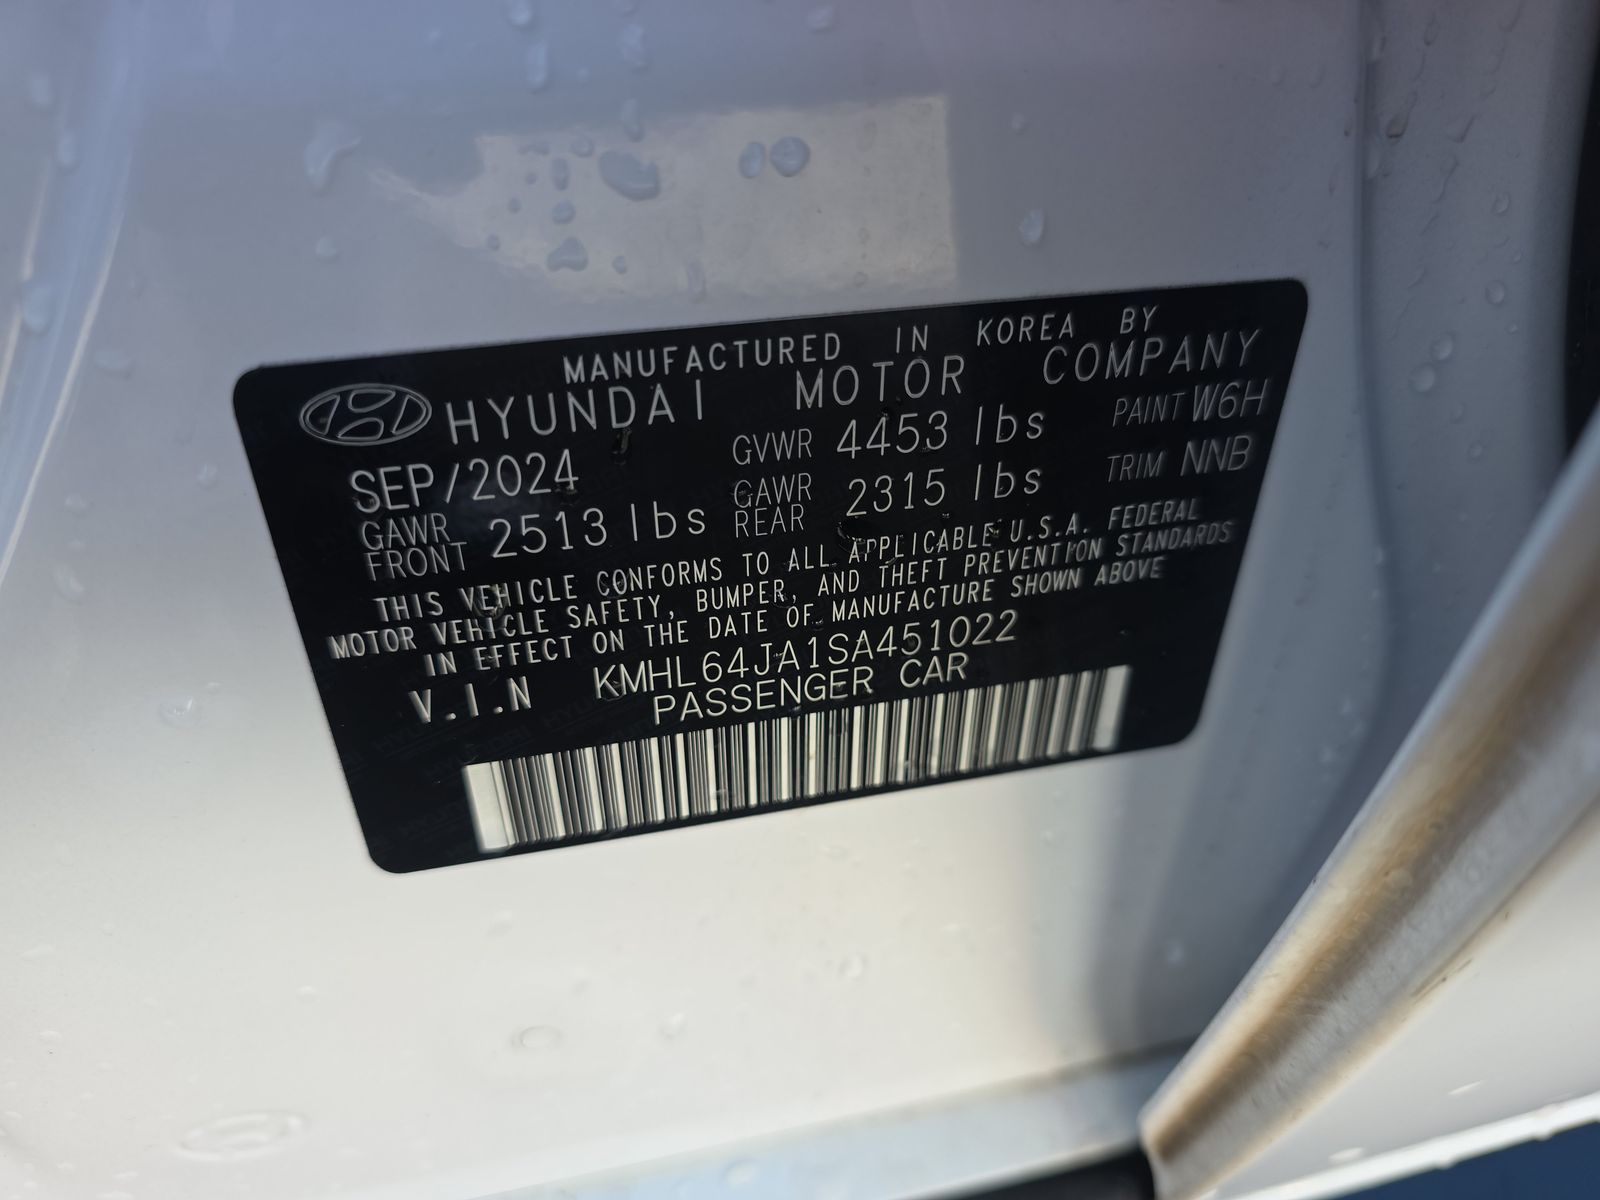 MANUFACTURED IN KOREA BY
HYUNDAI MOTOR COMPANY
SEP/2024 GVWR 4453 lbs PAINT W6H
GAWR FRONT 2513 lbs GAWR REAR 2315 lbs TRIM NNB
THIS VEHICLE CONFORMS TO ALL APPLICABLE U.S.A. FEDERAL
MOTOR VEHICLE SAFETY, BUMPER, AND THEFT PREVENTION STANDARDS
IN EFFECT ON THE DATE OF MANUFACTURE SHOWN ABOVE
V.I.N KMHL64JA1SA451022
PASSENGER CAR